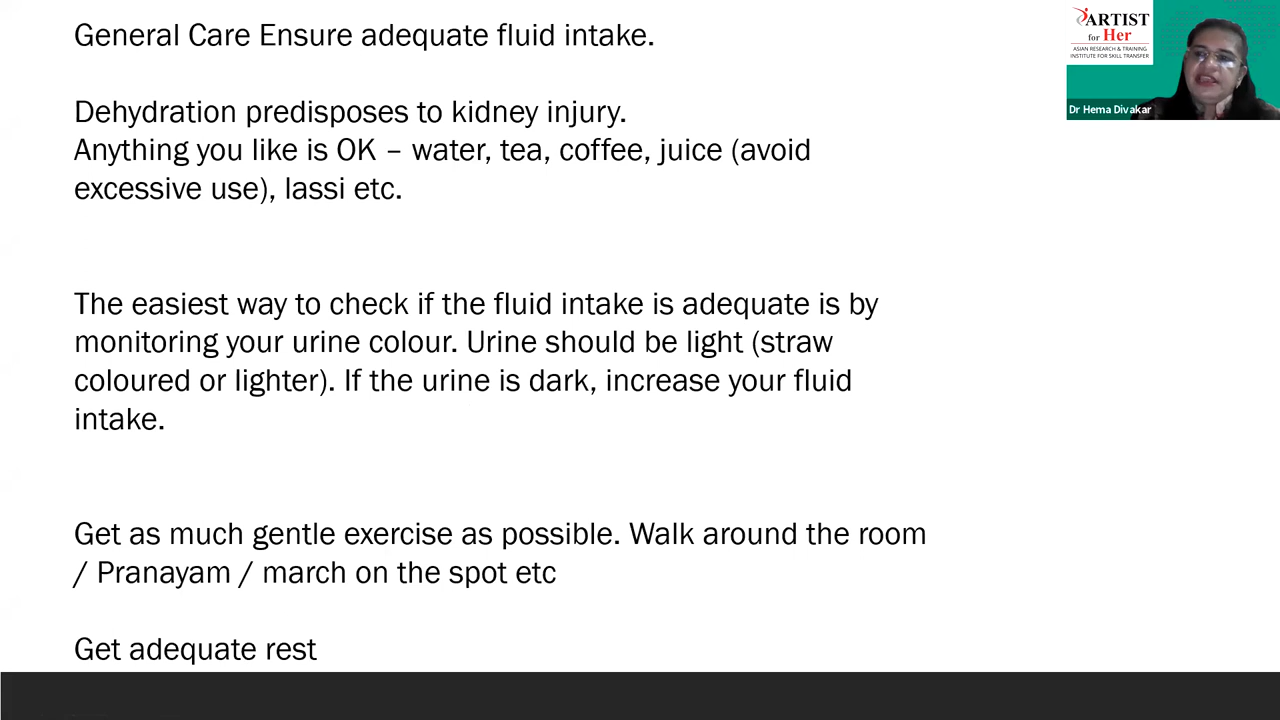 General Care Ensure adequate fluid intake.
Dehydration predisposes to kidney injury.
Anything you like is OK – water, tea, coffee, juice (avoid
excessive use), lassi etc.
The easiest way to check if the fluid intake is adequate is by
monitoring your urine colour. Urine should be light (straw
coloured or lighter). If the urine is dark, increase your fluid
intake.
Get as much gentle exercise as possible. Walk around the room
/ Pranayam / march on the spot etc
Get adequate rest
ARTIST
for Her
ASIAN RESEARCH & TRAINING
INSTITUTE FOR SKILL TRANSFER
Dr Hema Divakar